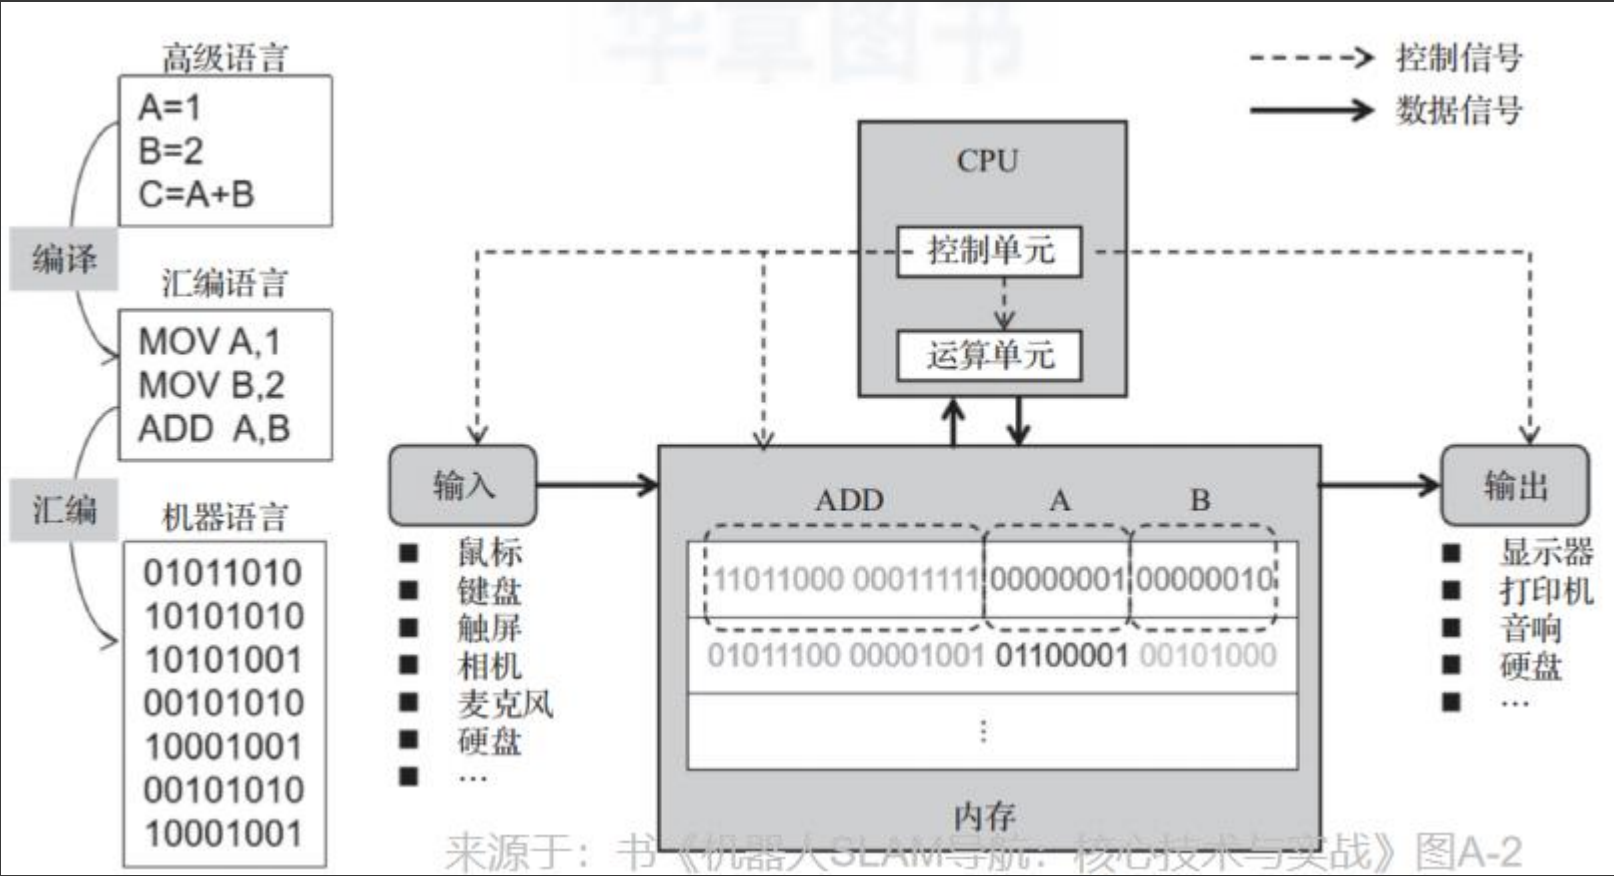 华章图书
高级语言
A=1
B=2
C=A+B
编译
汇编语言
MOV A,1
MOV B,2
ADD A,B
汇编
机器语言
01011010
10101010
10101001
00101010
10001001
00101010
10001001
控制信号
数据信号
CPU
控制单元
运算单元
输入
鼠标
键盘
触屏
相机
麦克风
硬盘
…
ADD A B
11011000 00011111 00000001 00000010
01011100 00001001 01100001 00101000
⋮
内存
输出
显示器
打印机
音响
硬盘
…
来源于：书《机器人SLAM导航：核心技术与实战》图A-2